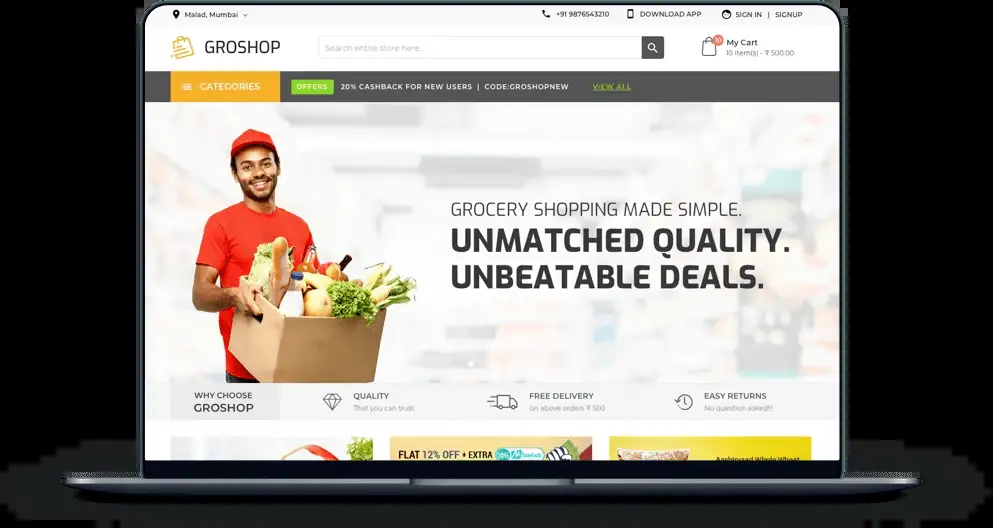 Malad, Mumbai
+91 9876543210
DOWNLOAD APP
SIGN IN | SIGNUP
GROSHOP
Search entire store here...
10
My Cart
10 Item(s) - ₹ 500.00
CATEGORIES
OFFERS
20% CASHBACK FOR NEW USERS | CODE:GROSHOPNEW
VIEW ALL
GROCERY SHOPPING MADE SIMPLE.
UNMATCHED QUALITY.
UNBEATABLE DEALS.
WHY CHOOSE
GROSHOP
QUALITY
That you can trust
FREE DELIVERY
on above orders ₹ 500
EASY RETURNS
No question asked!!!
FLAT 12% OFF + EXTRA
Aashirvaad Whole Wheat